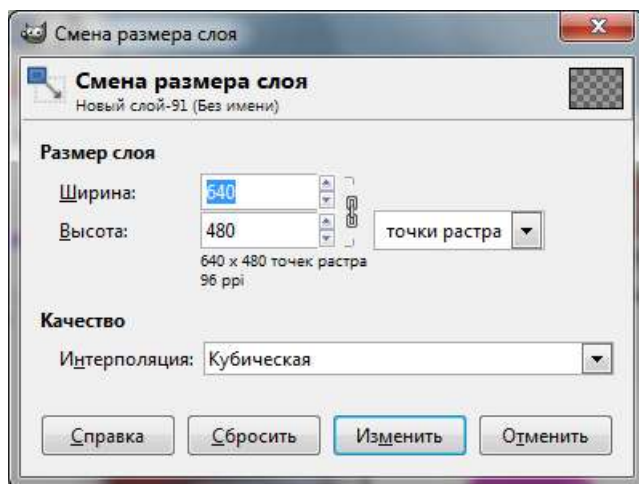 Смена размера слоя
Смена размера слоя
Новый слой-91 (Без имени)
Размер слоя
Ширина: 640
Высота: 480 точки растра
640 x 480 точек растра
96 ppi
Качество
Интерполяция: Кубическая
Справка Сбросить Изменить Отменить